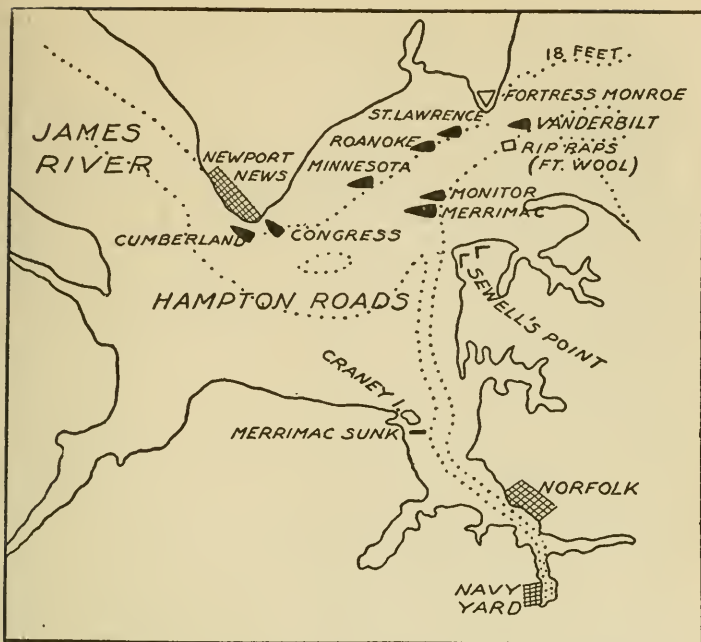 18 FEET
FORTRESS MONROE
ST. LAWRENCE
VANDERBILT
ROANOKE
RIP RAPS
(FT. WOOL)
JAMES
RIVER
NEWPORT
NEWS
MINNESOTA
MONITOR
MERRIMAC
CUMBERLAND
CONGRESS
HAMPTON ROADS
SEWELL'S POINT
CRANEY I.
MERRIMAC SUNK
NORFOLK
NAVY
YARD